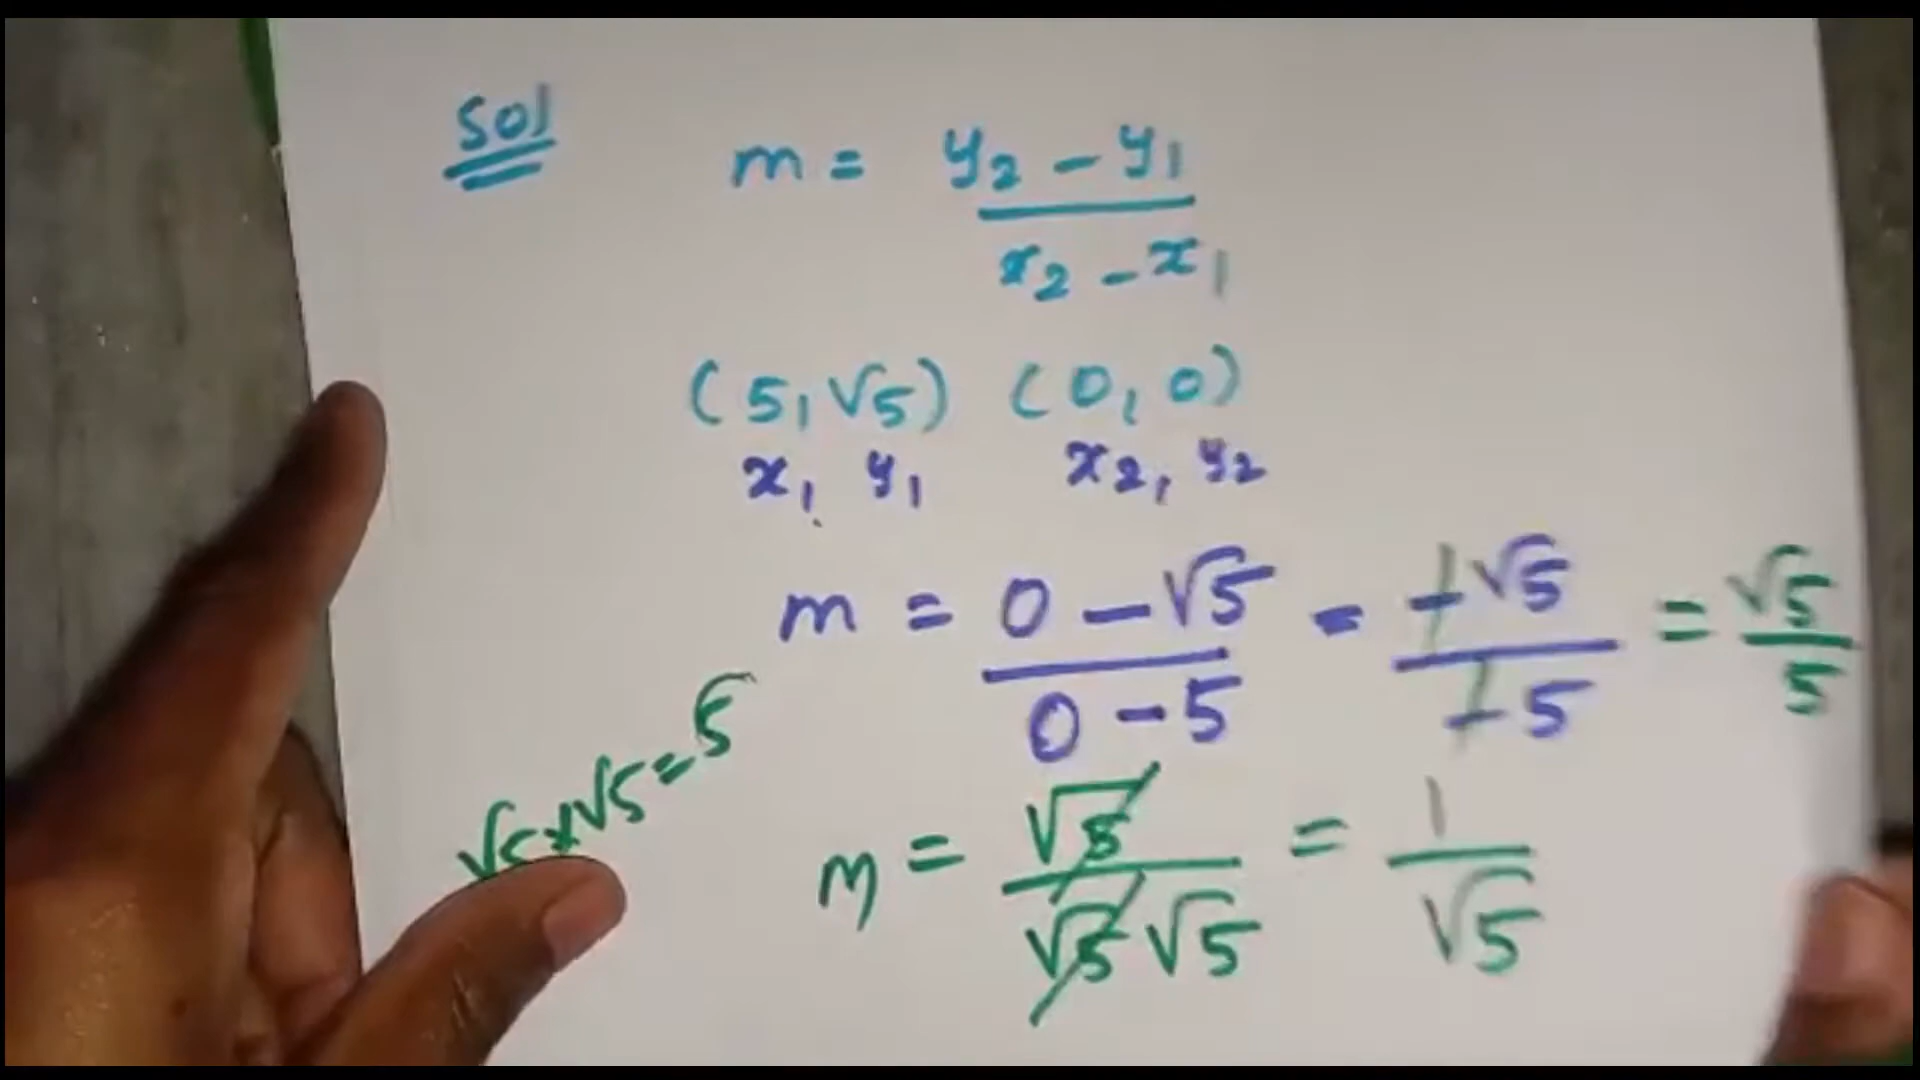 Sol
m = y₂ - y₁ / x₂ - x₁
(5, √5) (0, 0)
x₁ y₁ x₂, y₂
m = 0 - √5 / 0 - 5 = -√5 / -5 = √5 / 5
√5 × √5 = 5
m = √5 / √5 √5 = 1 / √5